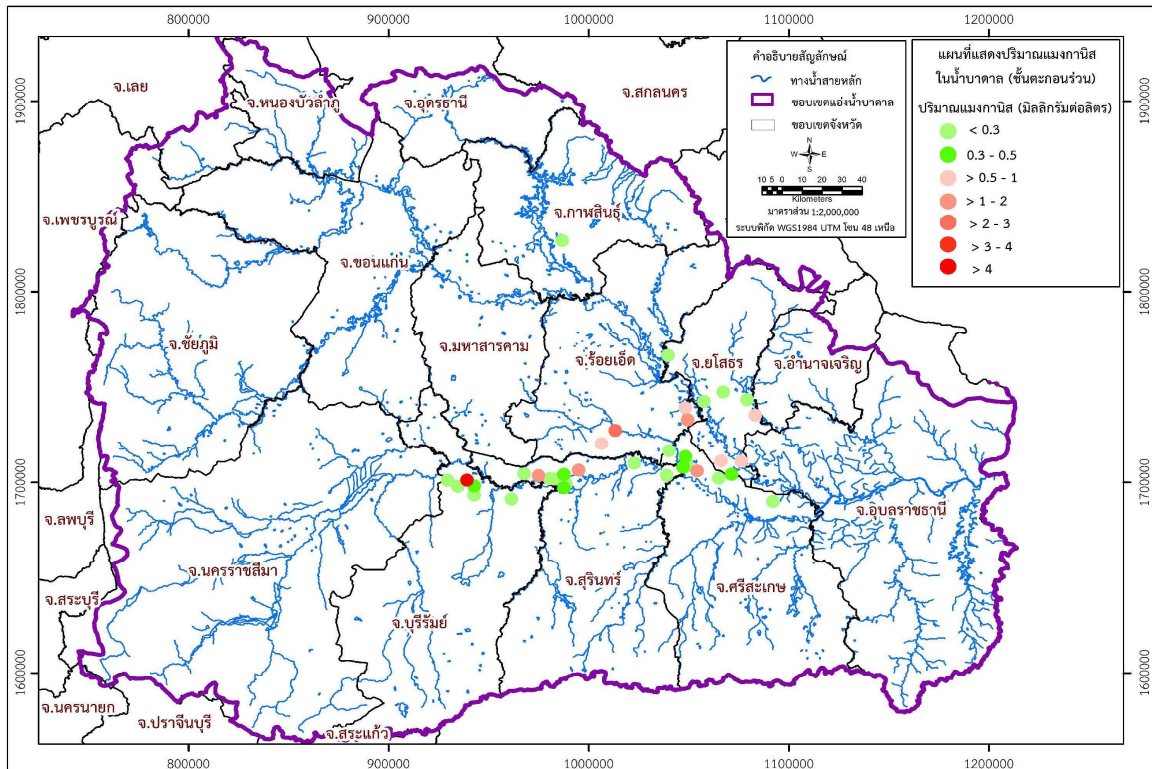 800000 900000 1000000 1100000 1200000
1900000
1800000
1700000
1600000
1900000
1800000
1700000
1600000
800000 900000 1000000 1100000 1200000
จ.เลย
จ.หนองบัวลำภู
จ.อุดรธานี
จ.สกลนคร
จ.เพชรบูรณ์
จ.กาฬสินธุ์
จ.ขอนแก่น
จ.ชัยภูมิ
จ.มหาสารคาม
จ.ร้อยเอ็ด
จ.ยโสธร
จ.อำนาจเจริญ
จ.ลพบุรี
จ.อุบลราชธานี
จ.นครราชสีมา
จ.สระบุรี
จ.สุรินทร์
จ.ศรีสะเกษ
จ.บุรีรัมย์
จ.นครนายก
จ.ปราจีนบุรี
จ.สระแก้ว
คำอธิบายสัญลักษณ์
ทางน้ำสายหลัก
ขอบเขตแอ่งน้ำบาดาล
ขอบเขตจังหวัด
N
W E
S
10 5 0 10 20 30 40
Kilometers
มาตราส่วน 1:2,000,000
ระบบพิกัด WGS1984 UTM โซน 48 เหนือ
แผนที่แสดงปริมาณแมงกานิส
ในน้ำบาดาล (ชั้นตะกอนร่วน)
ปริมาณแมงกานิส (มิลลิกรัมต่อลิตร)
< 0.3
0.3 - 0.5
> 0.5 - 1
> 1 - 2
> 2 - 3
> 3 - 4
> 4